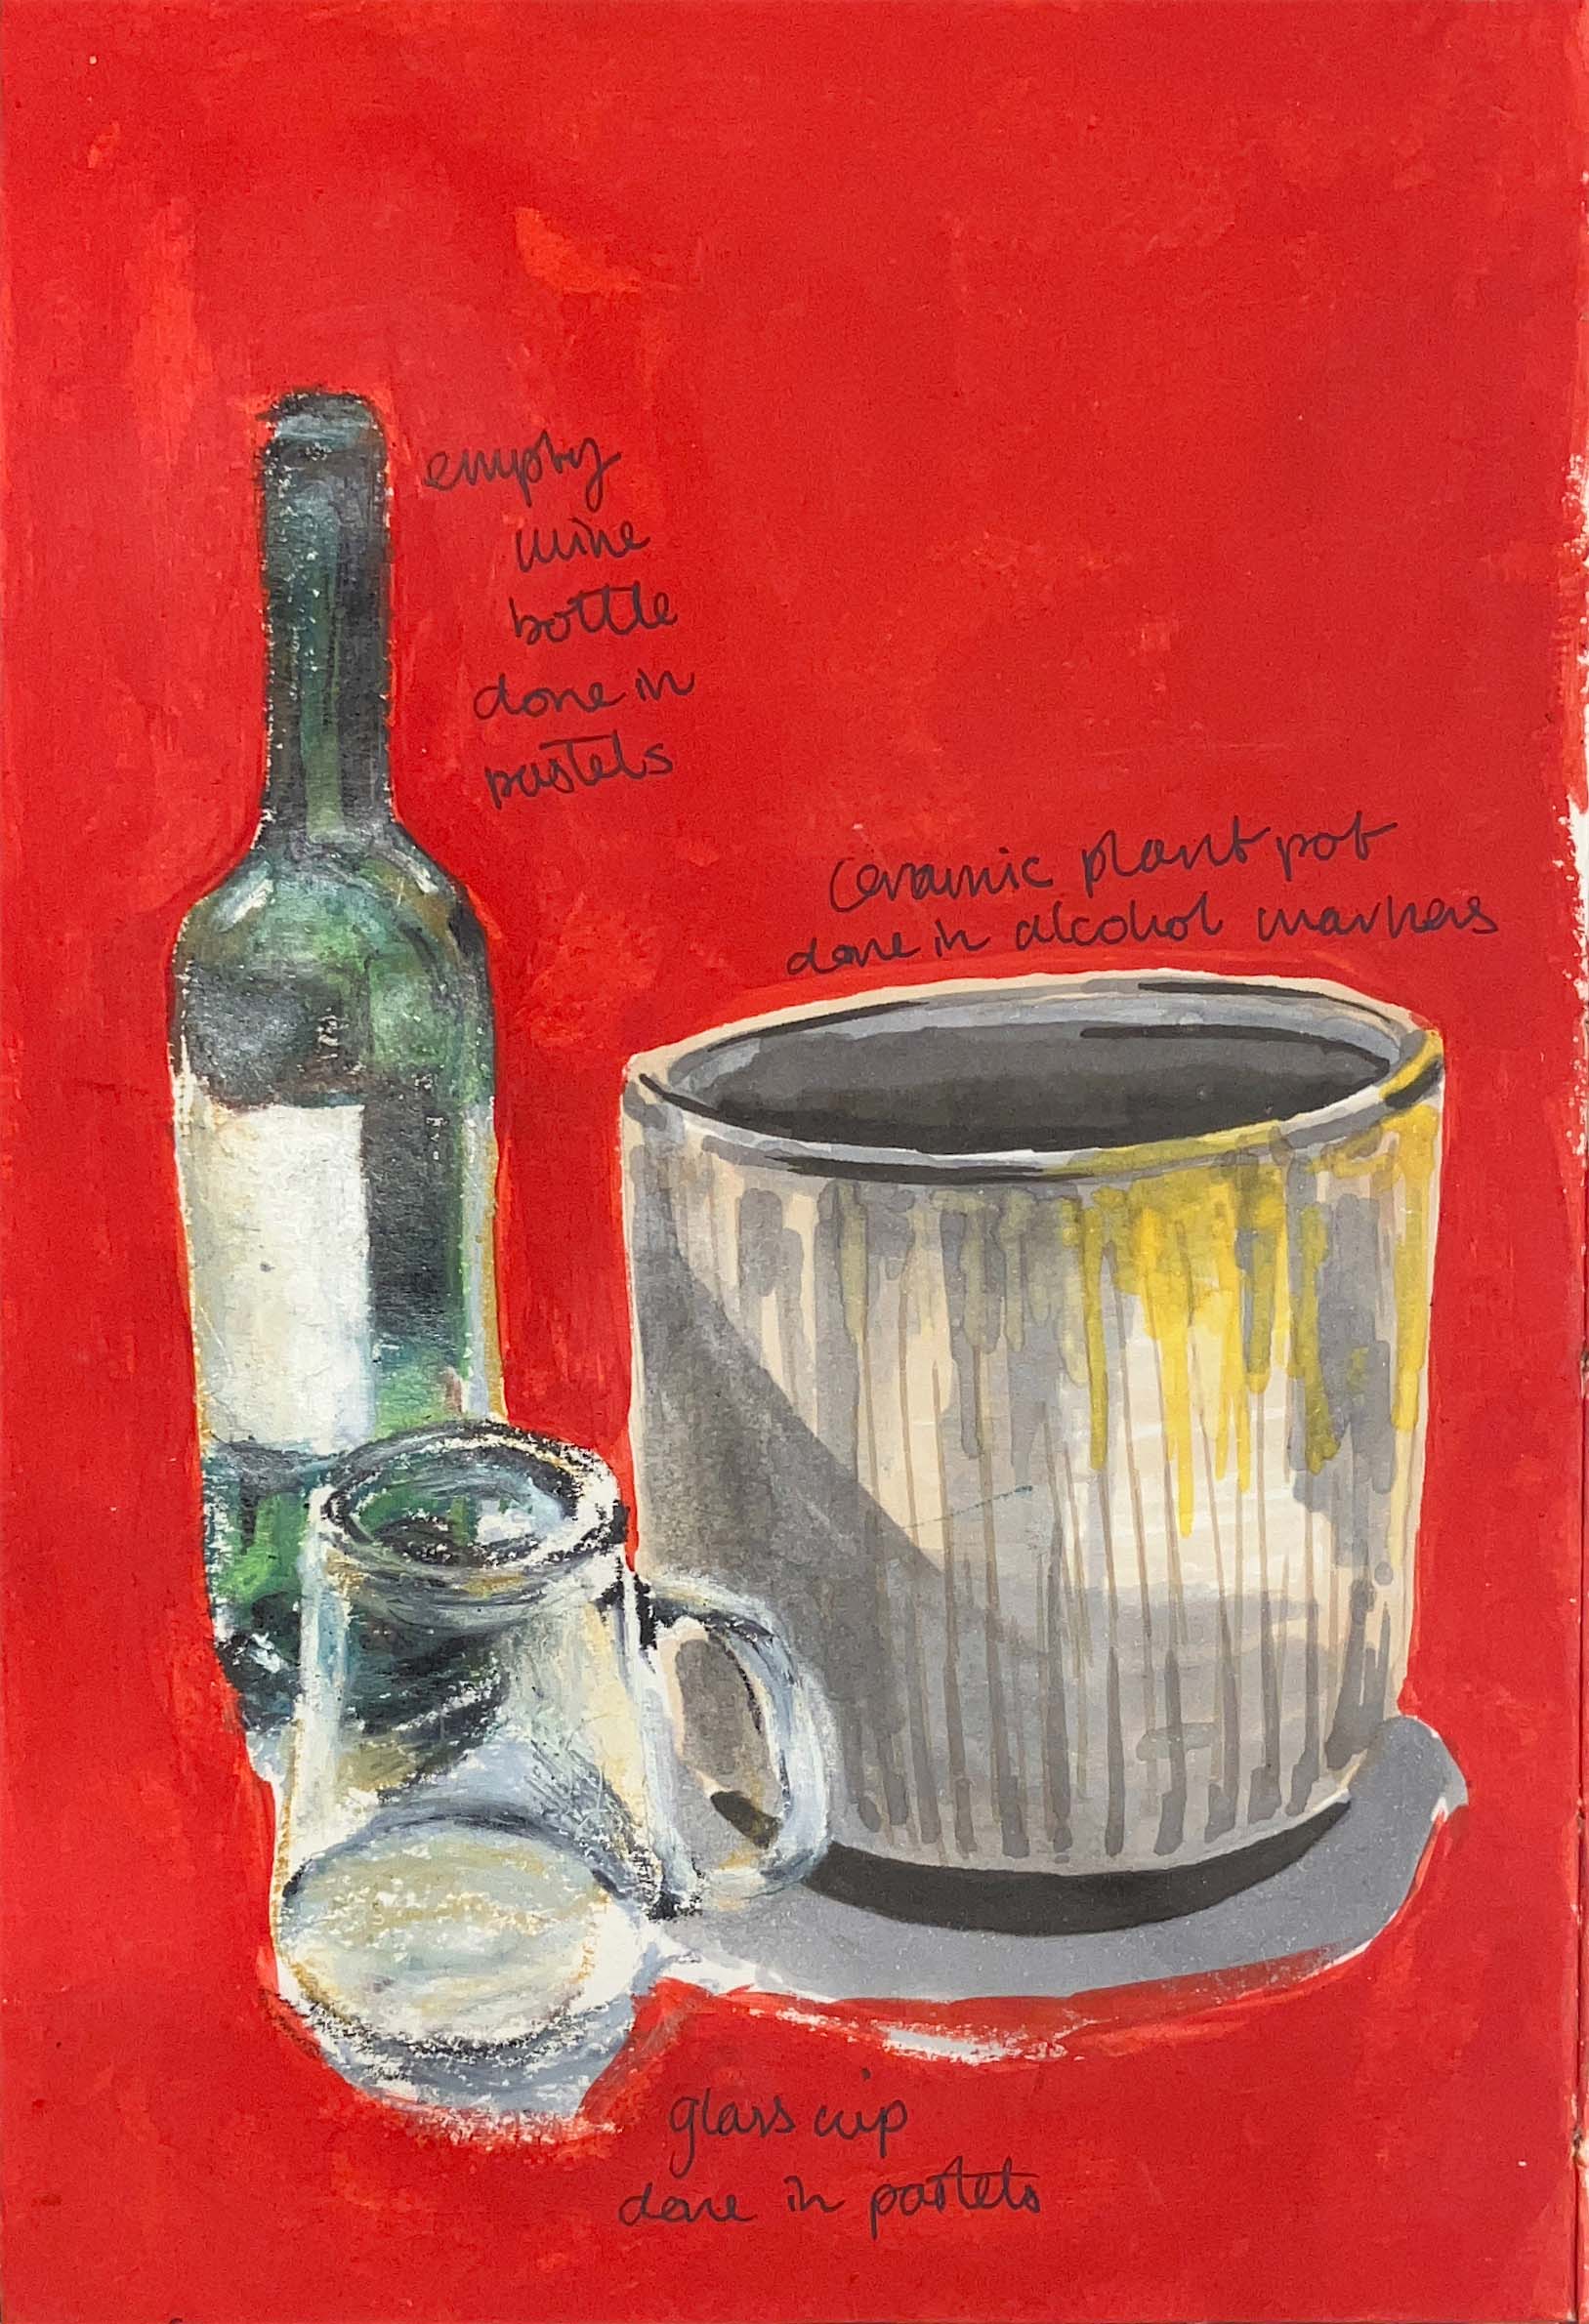 empty
wine
bottle
done in
pastels
ceramic plant pot
done in alcohol markers
glass cup
done in pastels